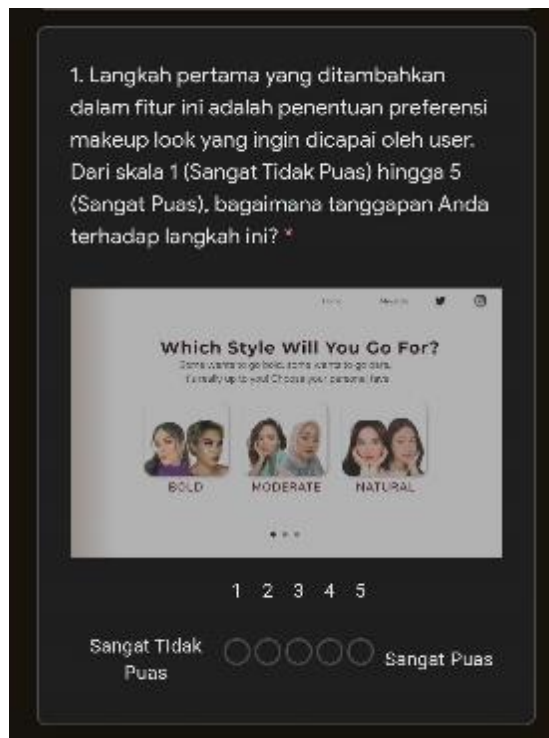 1. Langkah pertama yang ditambahkan
dalam fitur ini adalah penentuan preferensi
makeup look yang ingin dicapai oleh user.
Dari skala 1 (Sangat Tidak Puas) hingga 5
(Sangat Puas), bagaimana tanggapan Anda
terhadap langkah ini? *
Which Style Will You Go For?
BOLD MODERATE NATURAL
1 2 3 4 5
Sangat Tidak
Puas
Sangat Puas